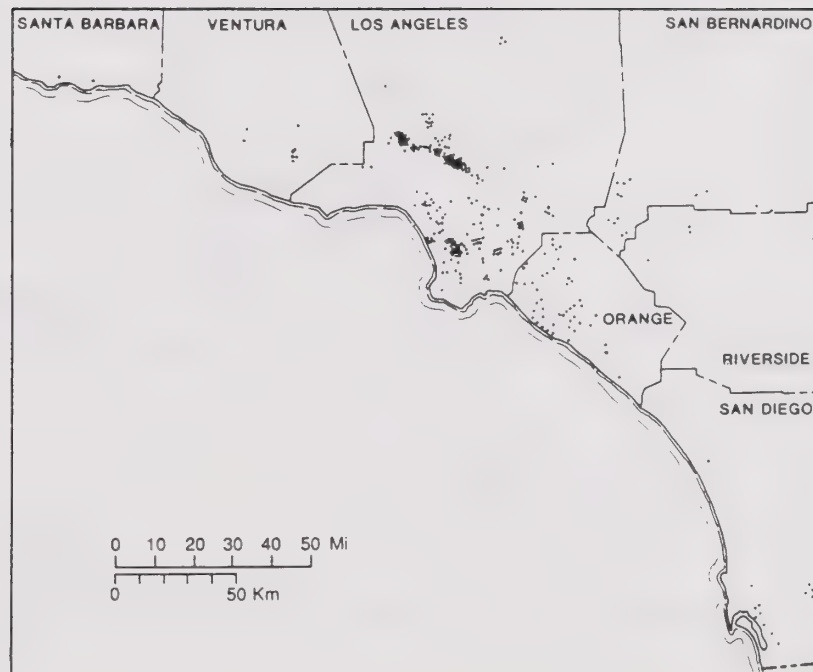 SANTA BARBARA
VENTURA
LOS ANGELES
SAN BERNARDINO
ORANGE
RIVERSIDE
SAN DIEGO
0 10 20 30 40 50 Mi
0 50 Km